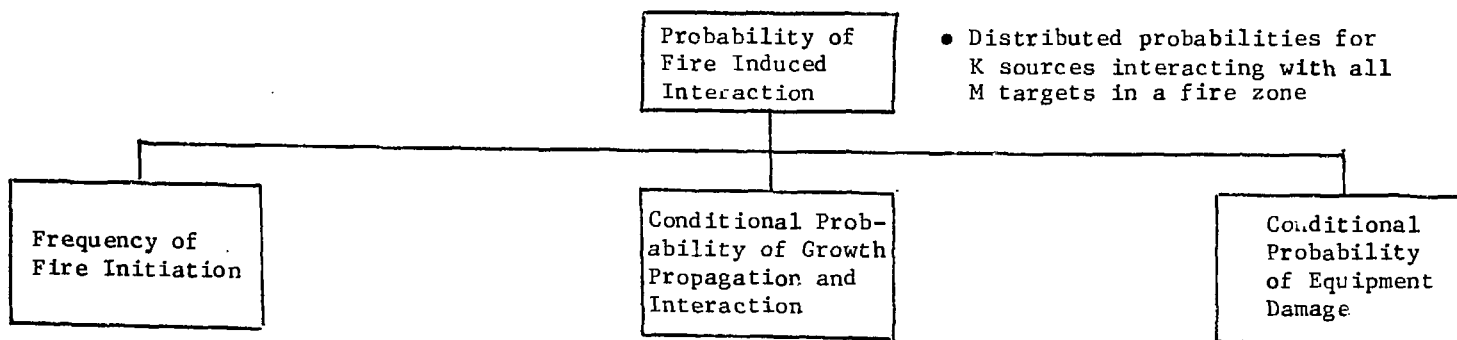 Probability of
Fire Induced
Interaction
• Distributed probabilities for
K sources interacting with all
M targets in a fire zone
Frequency of
Fire Initiation
Conditional Prob-
ability of Growth
Propagation and
Interaction
Conditional
Probability
of Equipment
Damage